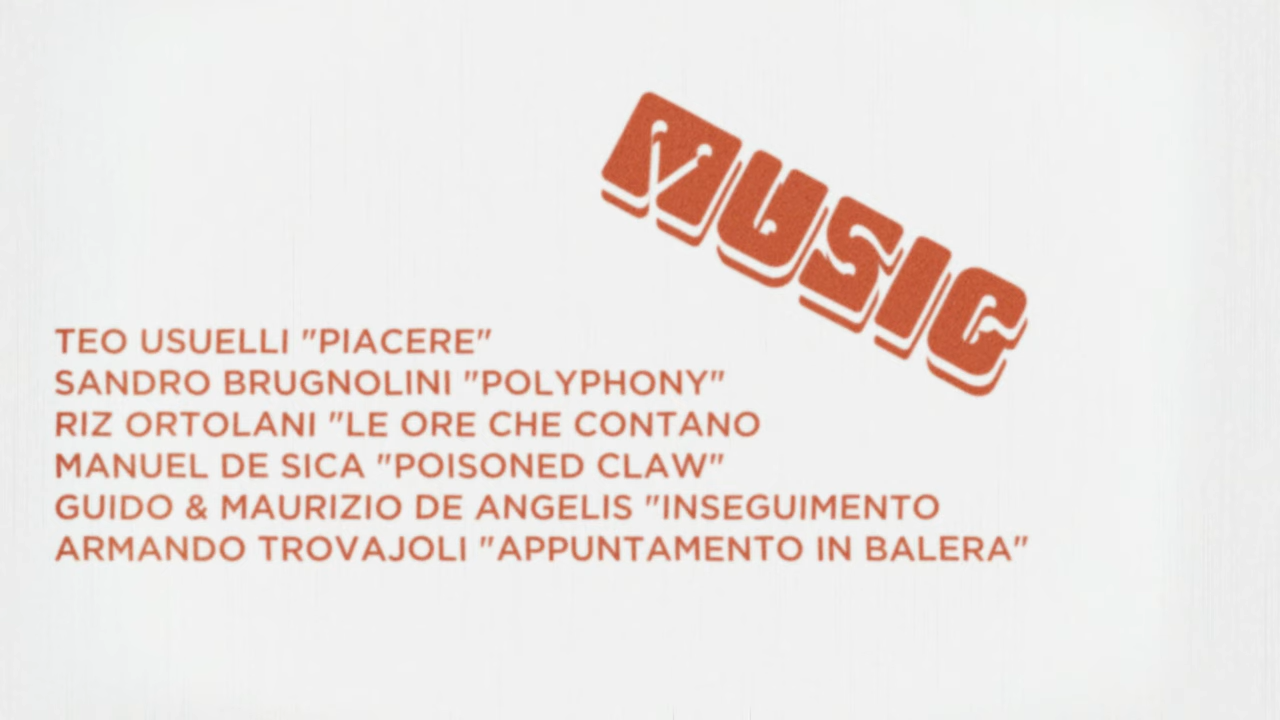 MUSIC
TEO USUELLI "PIACERE"
SANDRO BRUGNOLINI "POLYPHONY"
RIZ ORTOLANI "LE ORE CHE CONTANO
MANUEL DE SICA "POISONED CLAW"
GUIDO & MAURIZIO DE ANGELIS "INSEGUIMENTO
ARMANDO TROVAJOLI "APPUNTAMENTO IN BALERA"